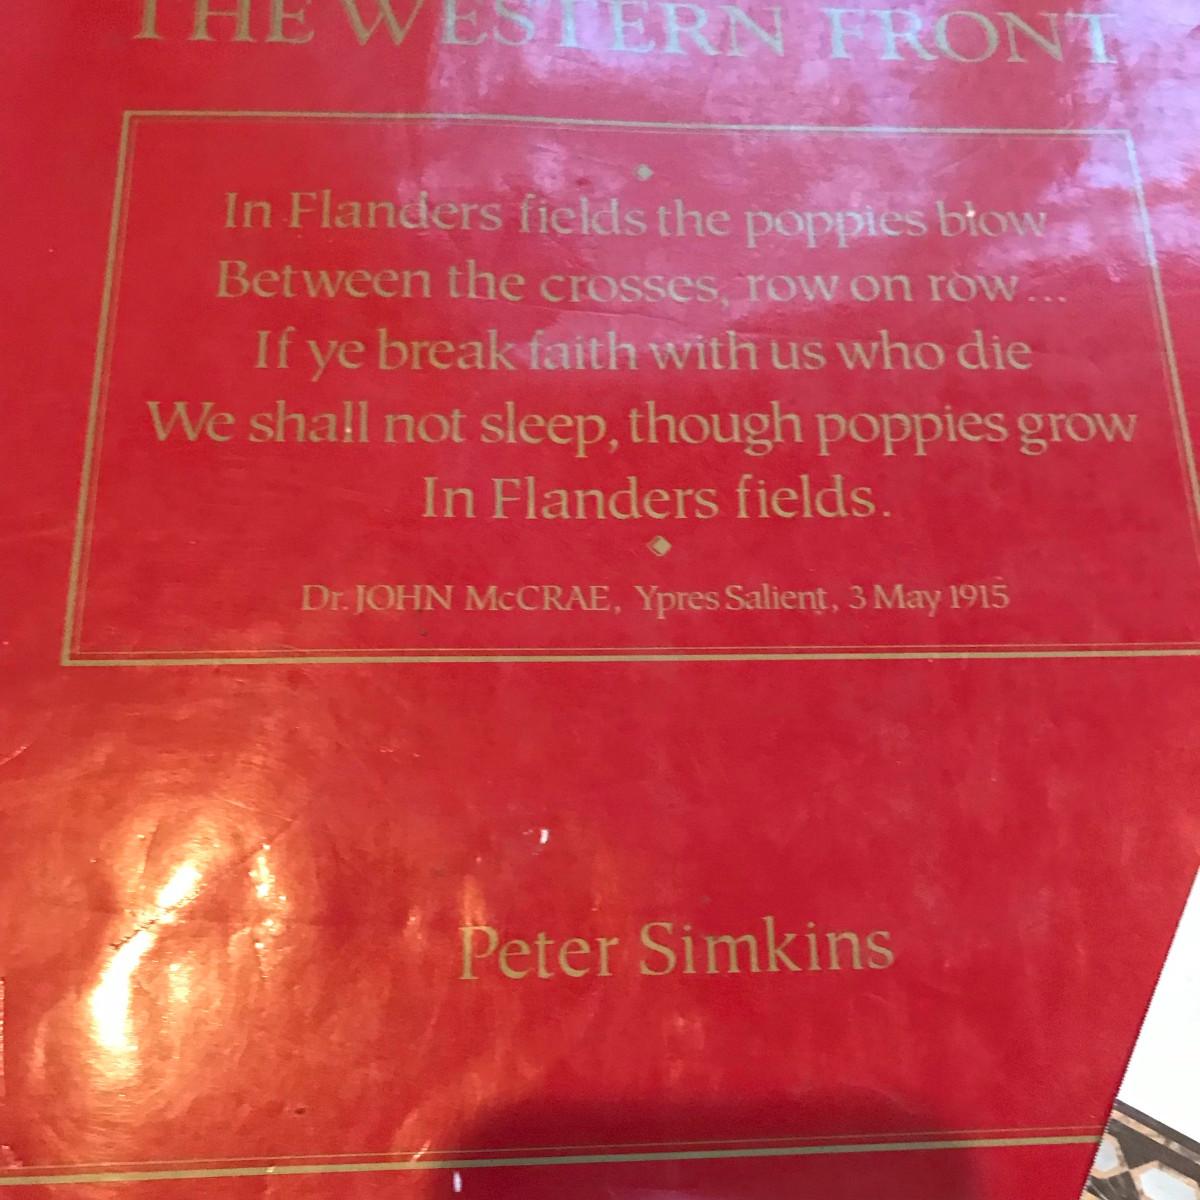 THE WESTERN FRONT
In Flanders fields the poppies blow
Between the crosses, row on row...
If ye break faith with us who die
We shall not sleep, though poppies grow
In Flanders fields.
Dr. JOHN McCRAE, Ypres Salient, 3 May 1915
Peter Simkins